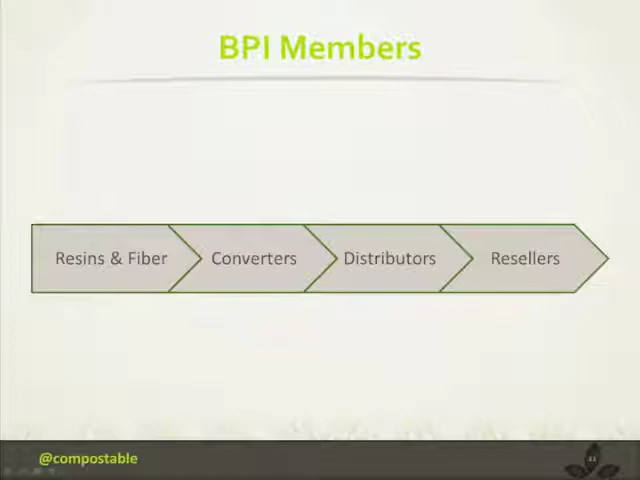 BPI Members
Resins & Fiber
Converters
Distributors
Resellers
@compostable